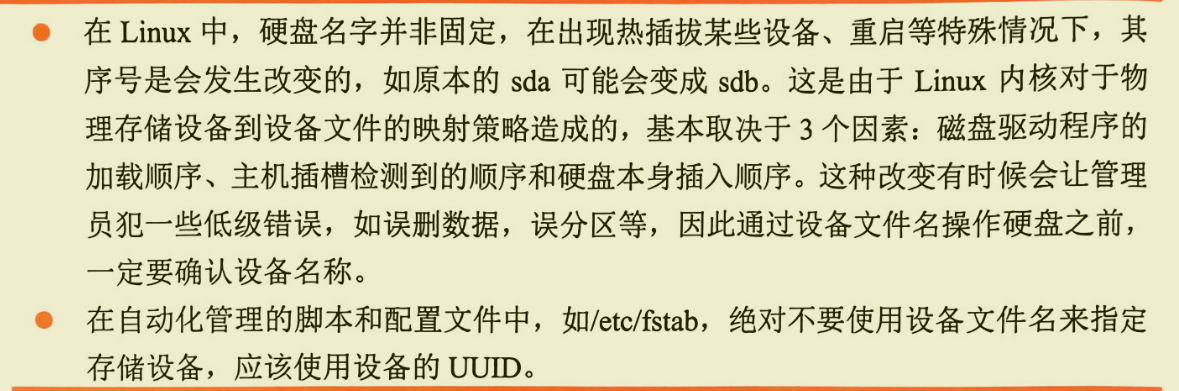 ● 在 Linux 中，硬盘名字并非固定，在出现热插拔某些设备、重启等特殊情况下，其
序号是会发生改变的，如原本的 sda 可能会变成 sdb。这是由于 Linux 内核对于物
理存储设备到设备文件的映射策略造成的，基本取决于 3 个因素：磁盘驱动程序的
加载顺序、主机插槽检测到的顺序和硬盘本身插入顺序。这种改变有时候会让管理
员犯一些低级错误，如误删数据，误分区等，因此通过设备文件名操作硬盘之前，
一定要确认设备名称。
● 在自动化管理的脚本和配置文件中，如/etc/fstab，绝对不要使用设备文件名来指定
存储设备，应该使用设备的 UUID。